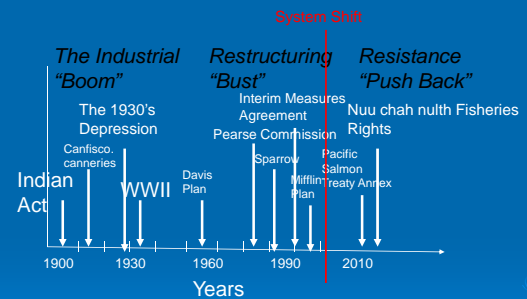 System Shift
The Industrial
“Boom”
Restructuring
“Bust”
Resistance
“Push Back”
The 1930’s
Depression
Interim Measures
Agreement
Nuu chah nulth Fisheries
Rights
Pearse Commission
Canfisco.
canneries
Sparrow
Pacific
Salmon
Treaty Annex
Indian
Act
WWII
Davis
Plan
Mifflin
Plan
1900
1930
1960
1990
2010
Years